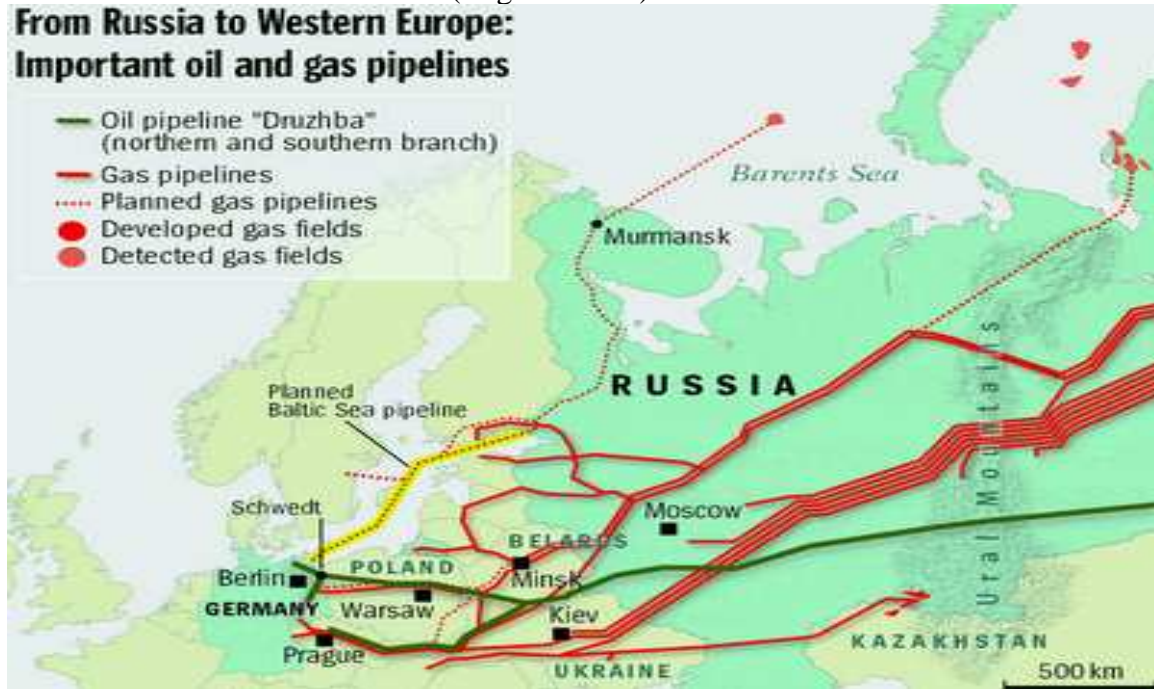 From Russia to Western Europe:
Important oil and gas pipelines
Oil pipeline "Druzhba"
(northern and southern branch)
Gas pipelines
Planned gas pipelines
Developed gas fields
Detected gas fields
Barents Sea
Murmansk
RUSSIA
Planned
Baltic Sea pipeline
Ural Mountains
Schwedt
Moscow
BELARUS
POLAND
Berlin
Minsk
GERMANY
Warsaw
Kiev
KAZAKHSTAN
Prague
UKRAINE
500 km